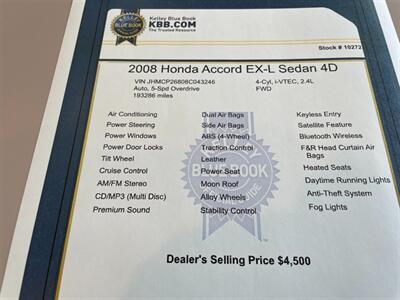 Kelley Blue Book
KBB.COM
The Trusted Resource
Kelley
BLUE BOOK
Stock # 10272
2008 Honda Accord EX-L Sedan 4D
VIN JHMCP26808C043246
4-Cyl, i-VTEC, 2.4L
Auto, 5-Spd Overdrive
FWD
193286 miles
Air Conditioning
Power Steering
Power Windows
Power Door Locks
Tilt Wheel
Cruise Control
AM/FM Stereo
CD/MP3 (Multi Disc)
Premium Sound
Dual Air Bags
Side Air Bags
ABS (4-Wheel)
Traction Control
Leather
Power Seat
Moon Roof
Alloy Wheels
Stability Control
Keyless Entry
Satellite Feature
Bluetooth Wireless
F&R Head Curtain Air
Bags
Heated Seats
Daytime Running Lights
Anti-Theft System
Fog Lights
BLUE BOOK
Dealer's Selling Price $4,500